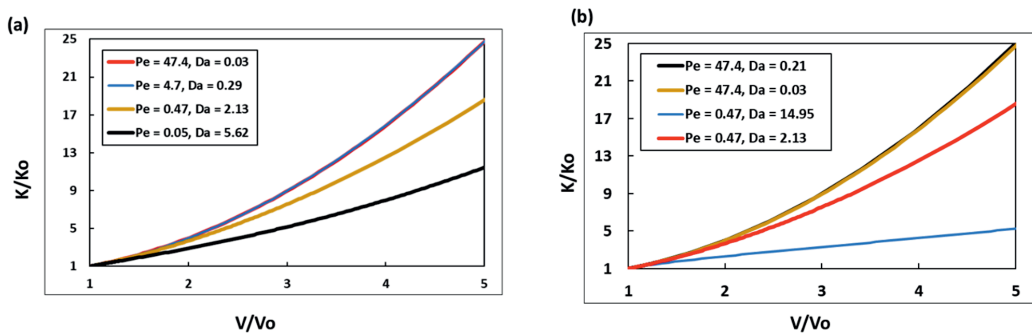 (a)
25
21
17
13
9
5
1
K/Ko
Pe = 47.4, Da = 0.03
Pe = 4.7, Da = 0.29
Pe = 0.47, Da = 2.13
Pe = 0.05, Da = 5.62
1 2 3 4 5
V/Vo
(b)
25
21
17
13
9
5
1
K/Ko
Pe = 47.4, Da = 0.21
Pe = 47.4, Da = 0.03
Pe = 0.47, Da = 14.95
Pe = 0.47, Da = 2.13
1 2 3 4 5
V/Vo